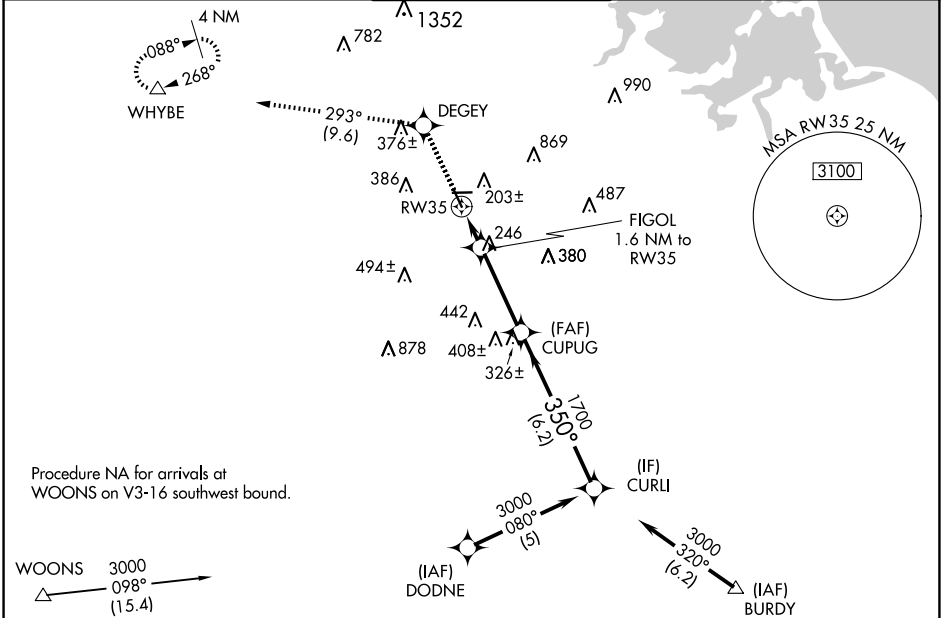 4 NM
088°
268°
WHYBE
782
1352
990
DEGEY
293°
(9.6)
376±
869
386
203±
487
RW35
246
FIGOL
1.6 NM to
RW35
380
494±
442
(FAF)
CUPUG
878
408±
326±
1700
350°
(6.2)
MSA RW35 25 NM
3100
Procedure NA for arrivals at
WOONS on V3-16 southwest bound.
(IF)
CURLI
3000
080°
(5)
(IAF)
DODNE
3000
320°
(6.2)
(IAF)
BURDY
WOONS
3000
098°
(15.4)